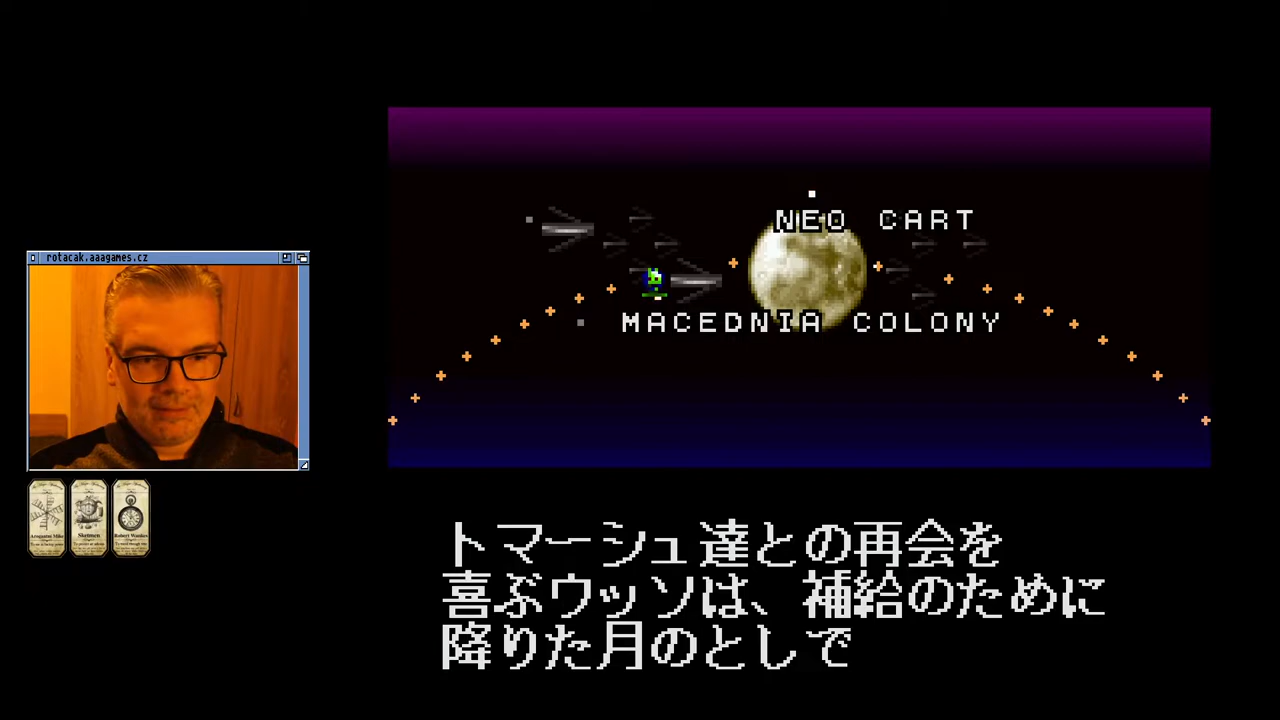 rotacak.aaagames.cz
NEO CART
MACEDNIA COLONY
トマーシュ達との再会を
喜ぶウッソは、補給のために
降りた月のとしで